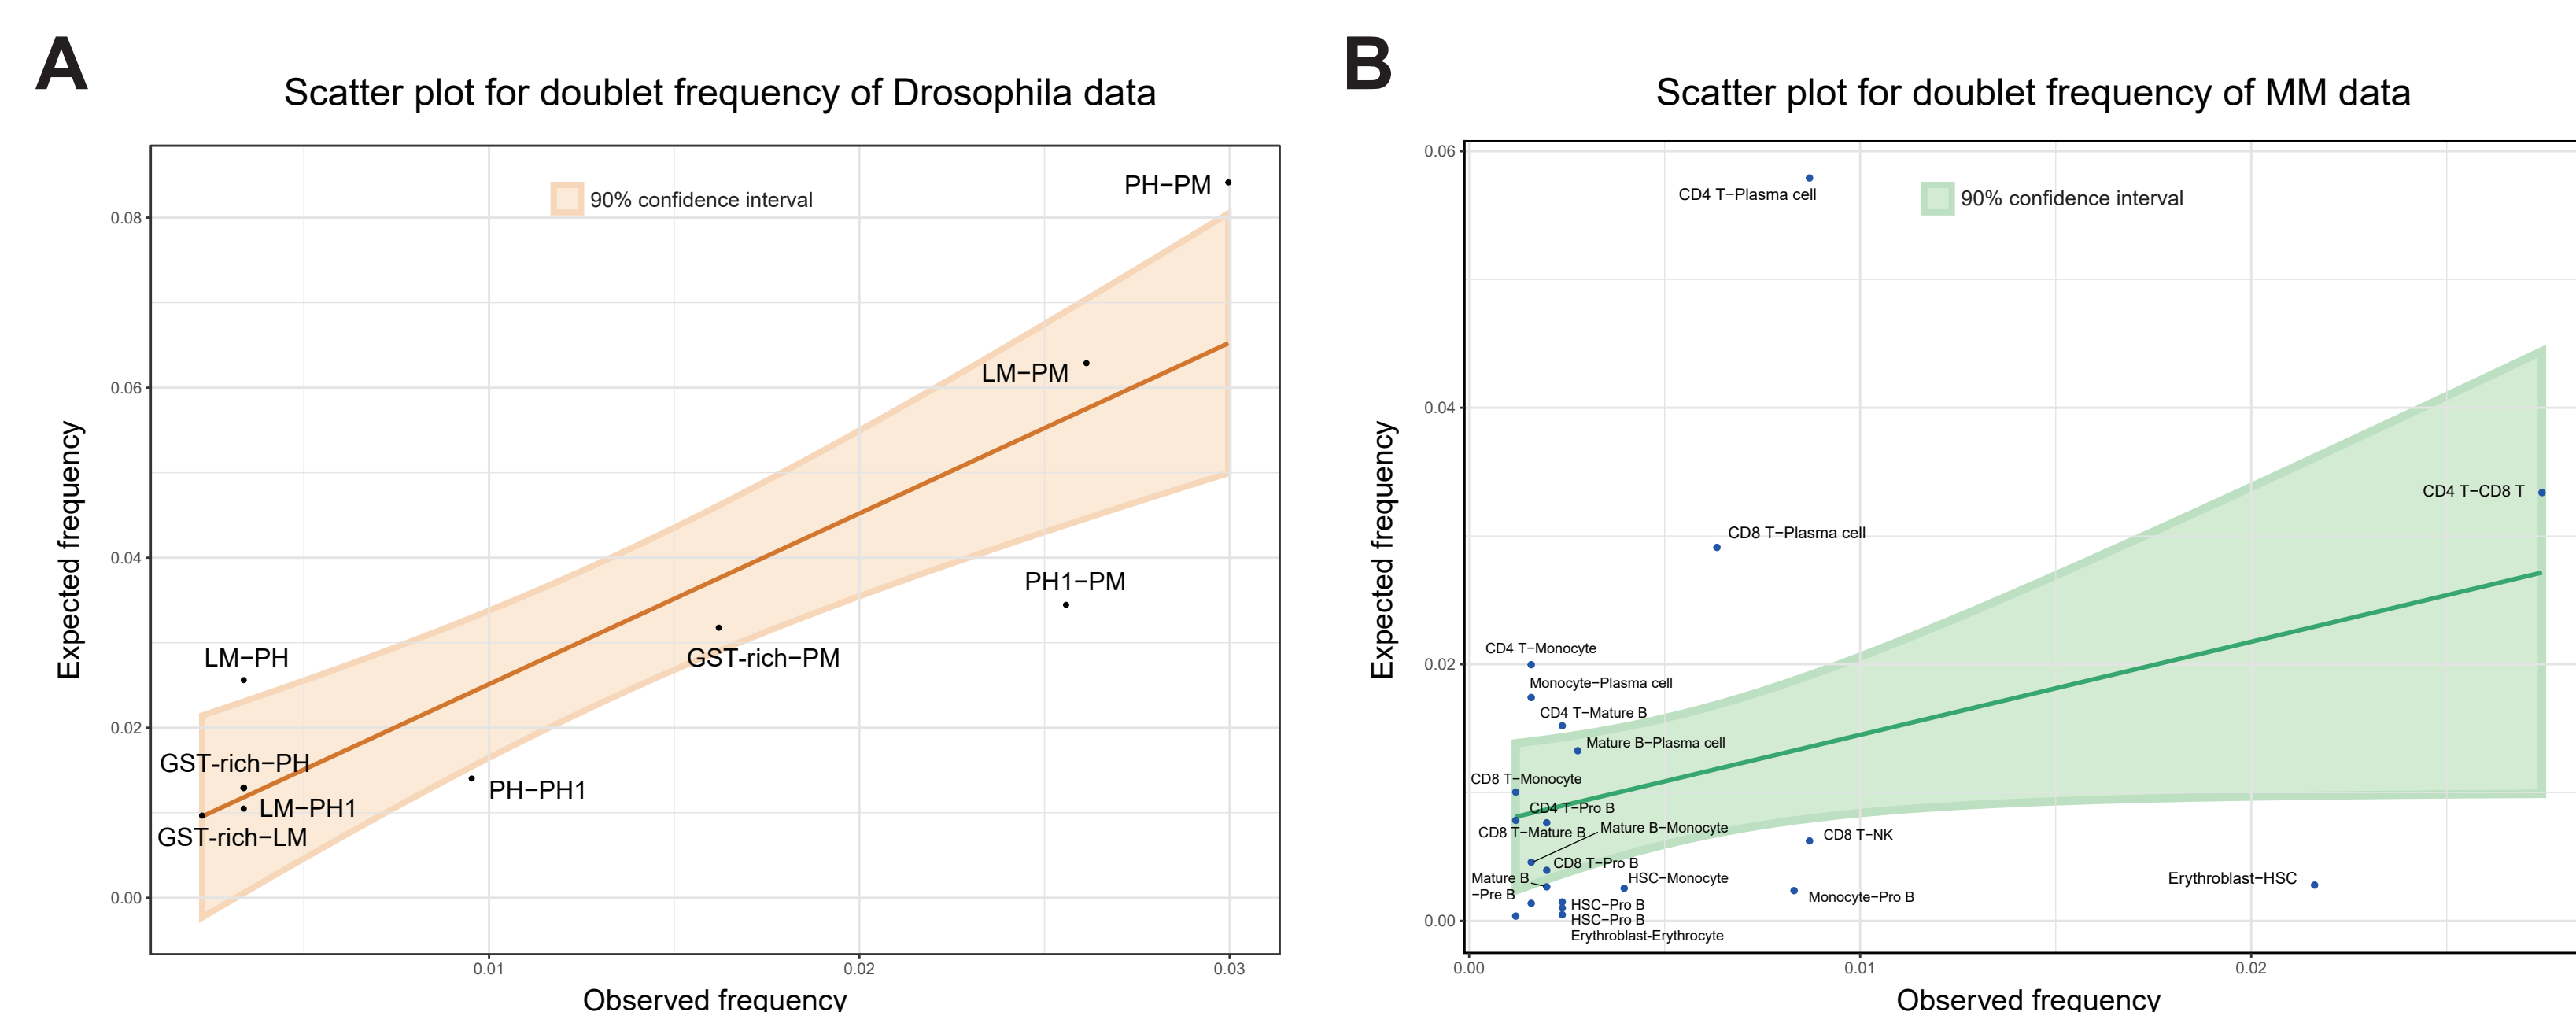 A
Scatter plot for doublet frequency of Drosophila data
90% confidence interval
PH−PM
LM−PM
PH1−PM
GST-rich−PM
LM−PH
GST-rich−PH
LM−PH1
GST-rich−LM
PH−PH1
0.08
0.06
0.04
0.02
0.00
0.01
0.02
0.03
Expected frequency
Observed frequency
B
Scatter plot for doublet frequency of MM data
90% confidence interval
CD4 T−Plasma cell
CD4 T−CD8 T
CD8 T−Plasma cell
CD4 T−Monocyte
Monocyte−Plasma cell
CD4 T−Mature B
Mature B−Plasma cell
CD8 T−Monocyte
CD4 T−Pro B
CD8 T−Mature B
Mature B−Monocyte
CD8 T−NK
CD8 T−Pro B
Mature B
−Pre B
HSC−Monocyte
Monocyte−Pro B
Erythroblast−HSC
HSC−Pro B
HSC−Pro B
Erythroblast-Erythrocyte
0.06
0.04
0.02
0.00
0.00
0.01
0.02
Expected frequency
Observed frequency